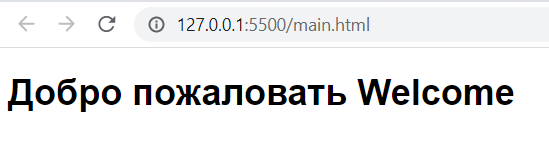 127.0.0.1:5500/main.html
Добро пожаловать Welcome